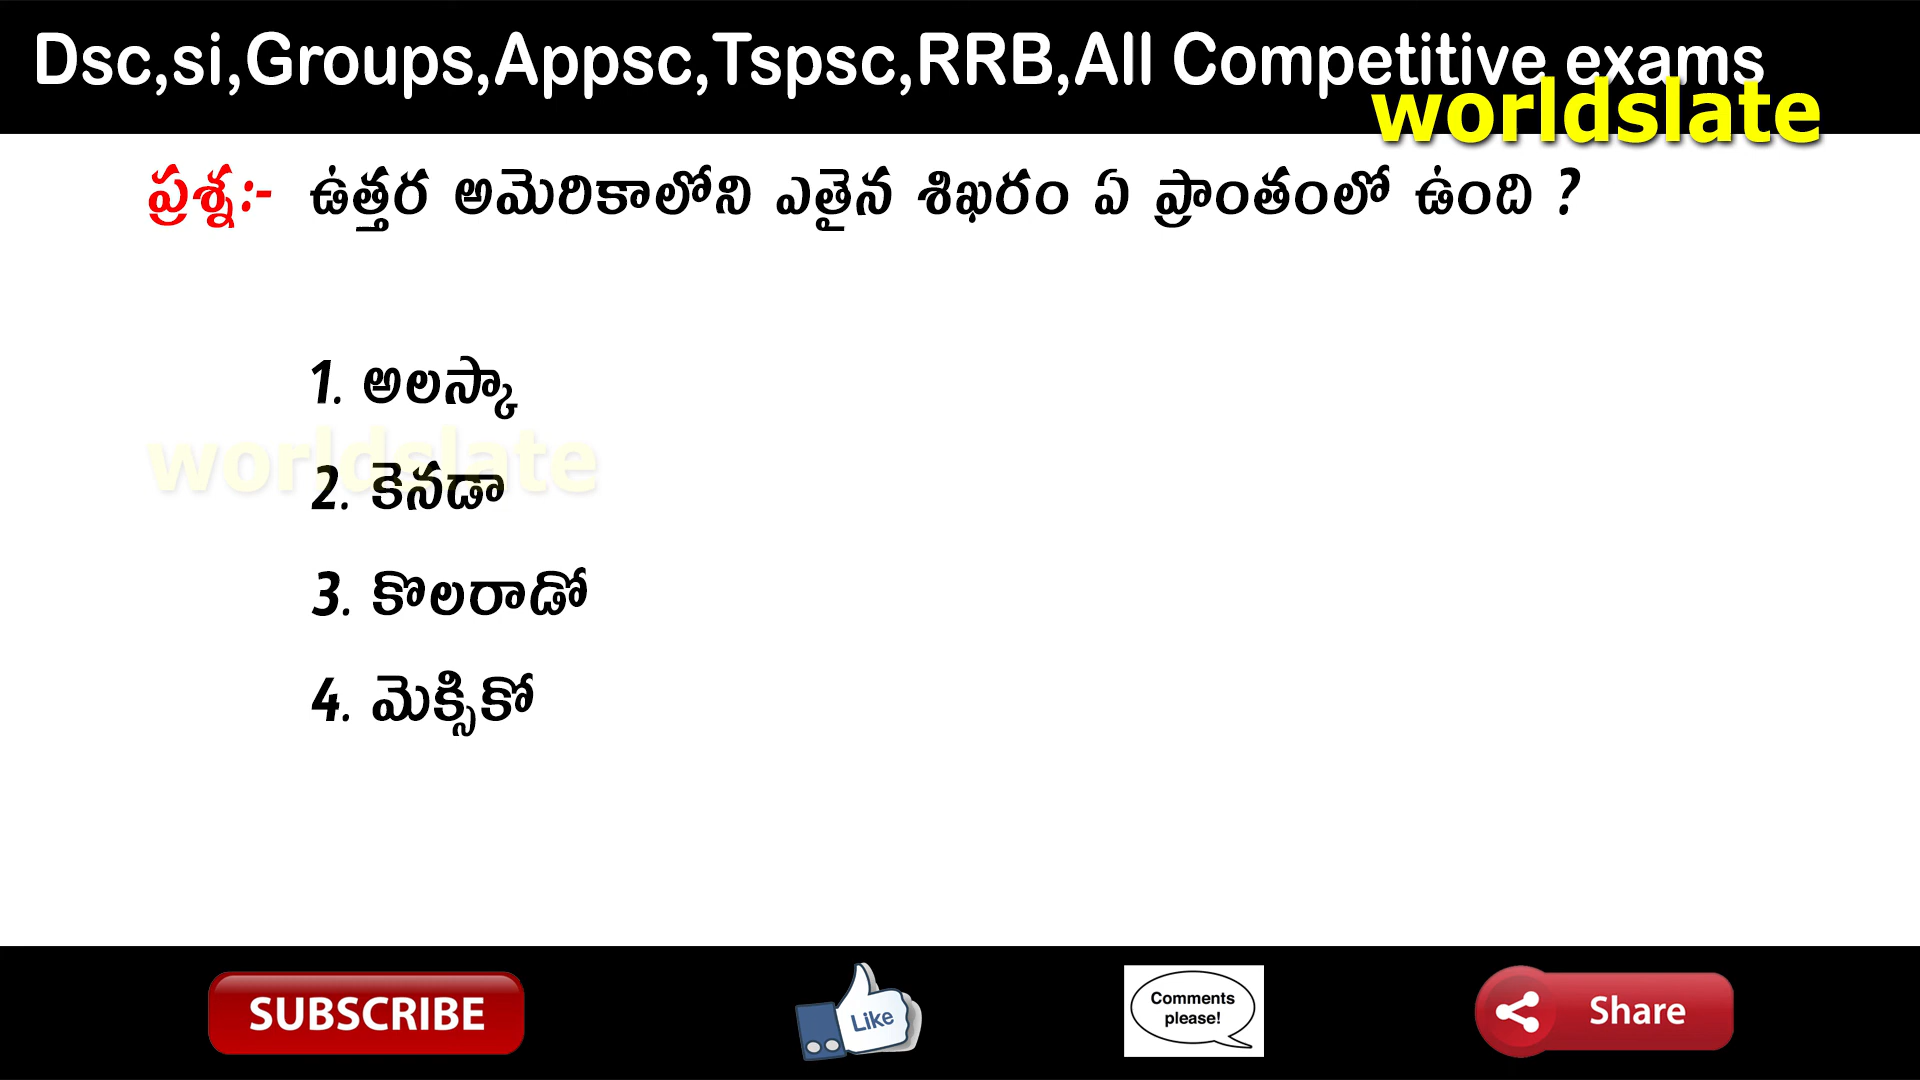 Dsc,si,Groups,Appsc,Tspsc,RRB,All Competitive exams
worldslate
ప్రశ్న:- ఉత్తర అమెరికాలోని ఎతైన శిఖరం ఏ ప్రాంతంలో ఉంది ?
1. అలస్కా
worldslate
2. కెనడా
3. కొలరాడో
4. మెక్సికో
SUBSCRIBE
Like
Comments
please!
Share